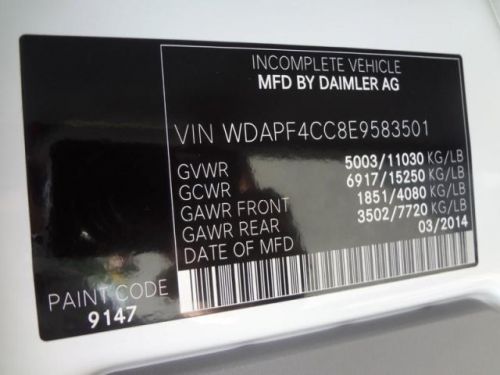 INCOMPLETE VEHICLE
MFD BY DAIMLER AG
VIN WDAPF4CC8E9583501
GVWR 5003/11030 KG/LB
GCWR 6917/15250 KG/LB
GAWR FRONT 1851/4080 KG/LB
GAWR REAR 3502/7720 KG/LB
DATE OF MFD 03/2014
PAINT CODE
9147